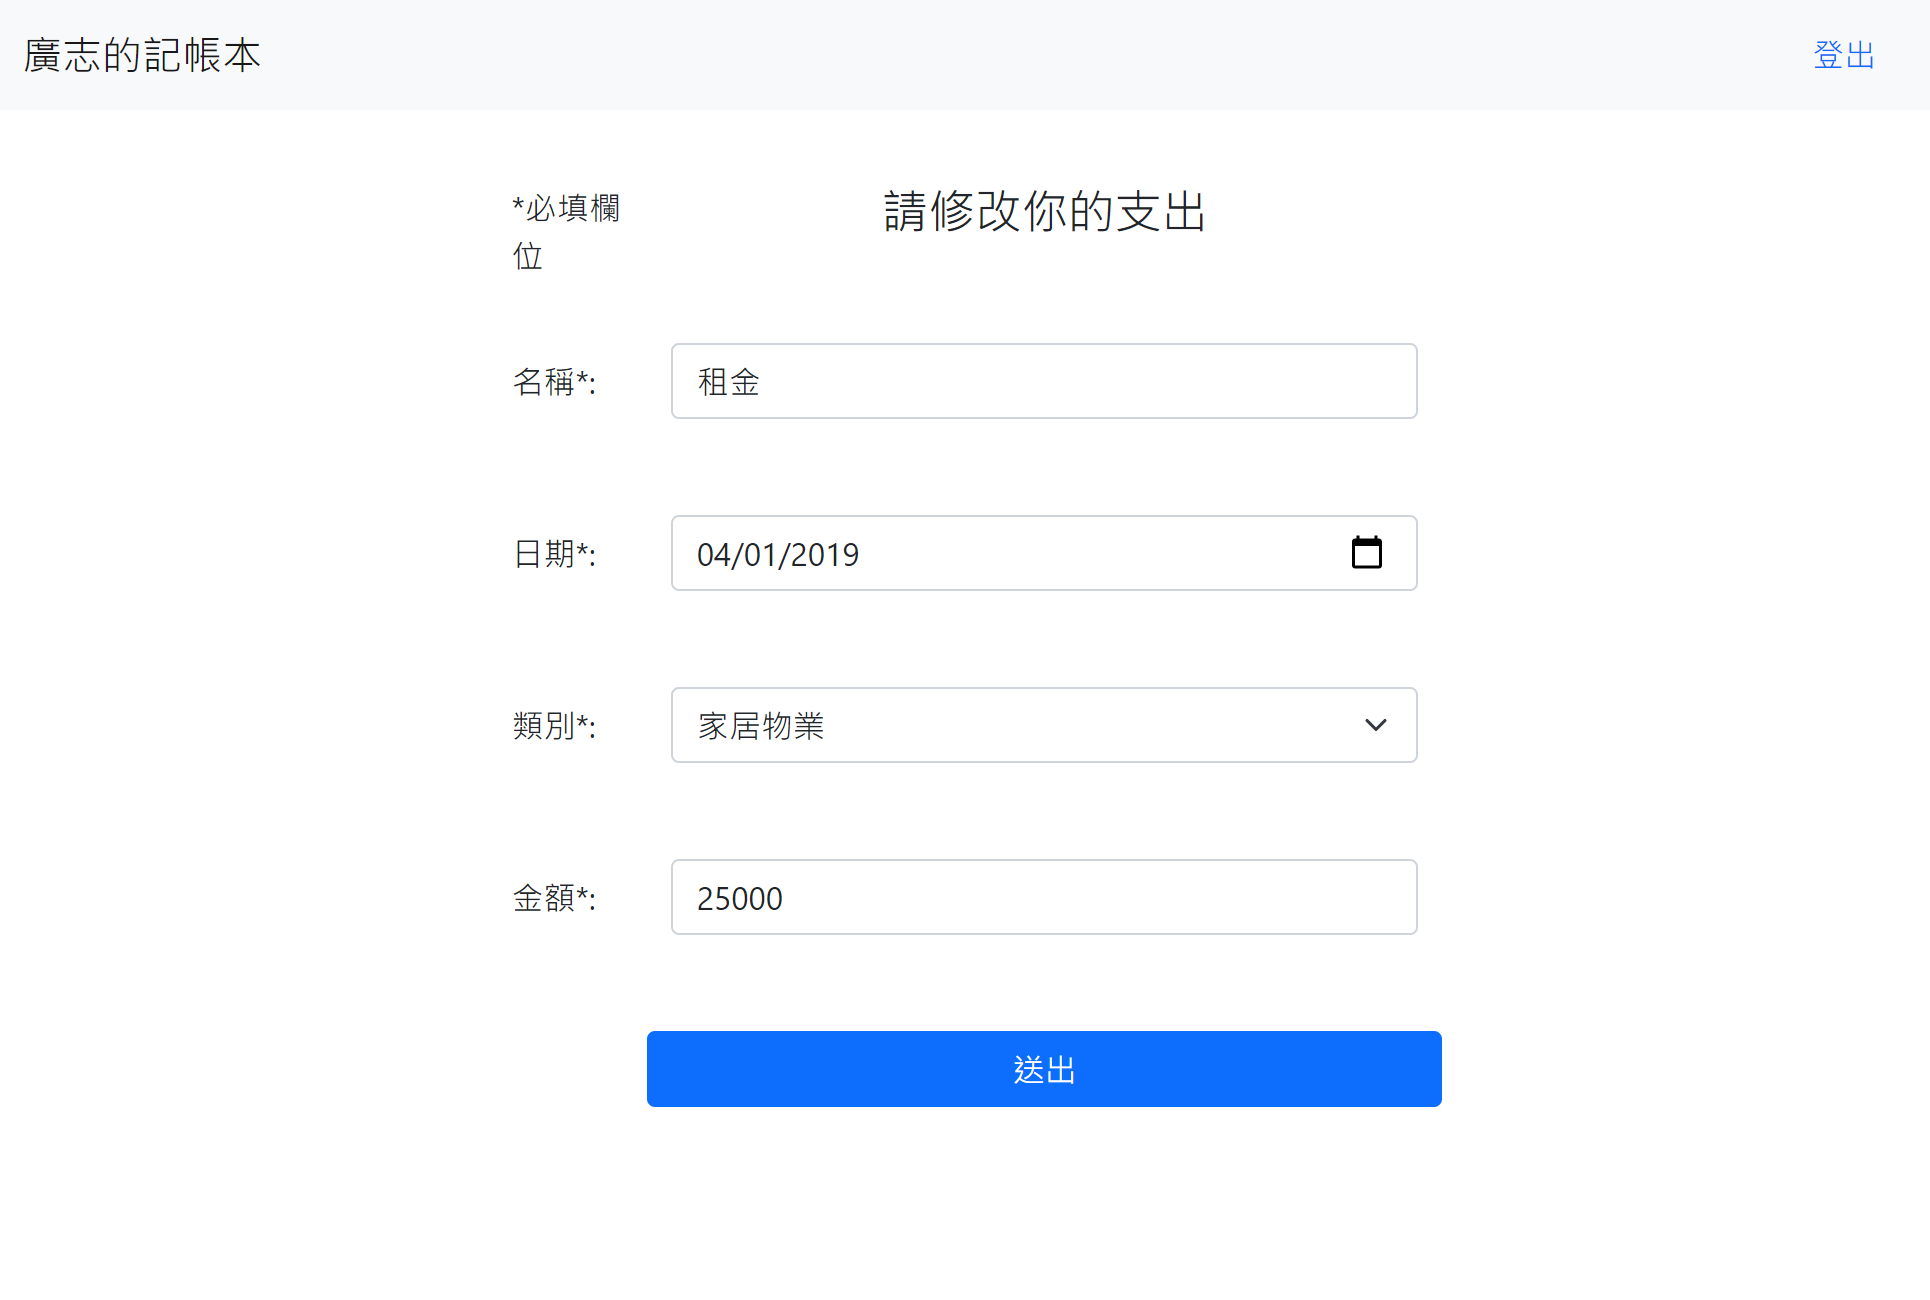 廣志的記帳本
登出
*必填欄
位
請修改你的支出
名稱*:
租金
日期*:
04/01/2019
類別*:
家居物業
金額*:
25000
送出